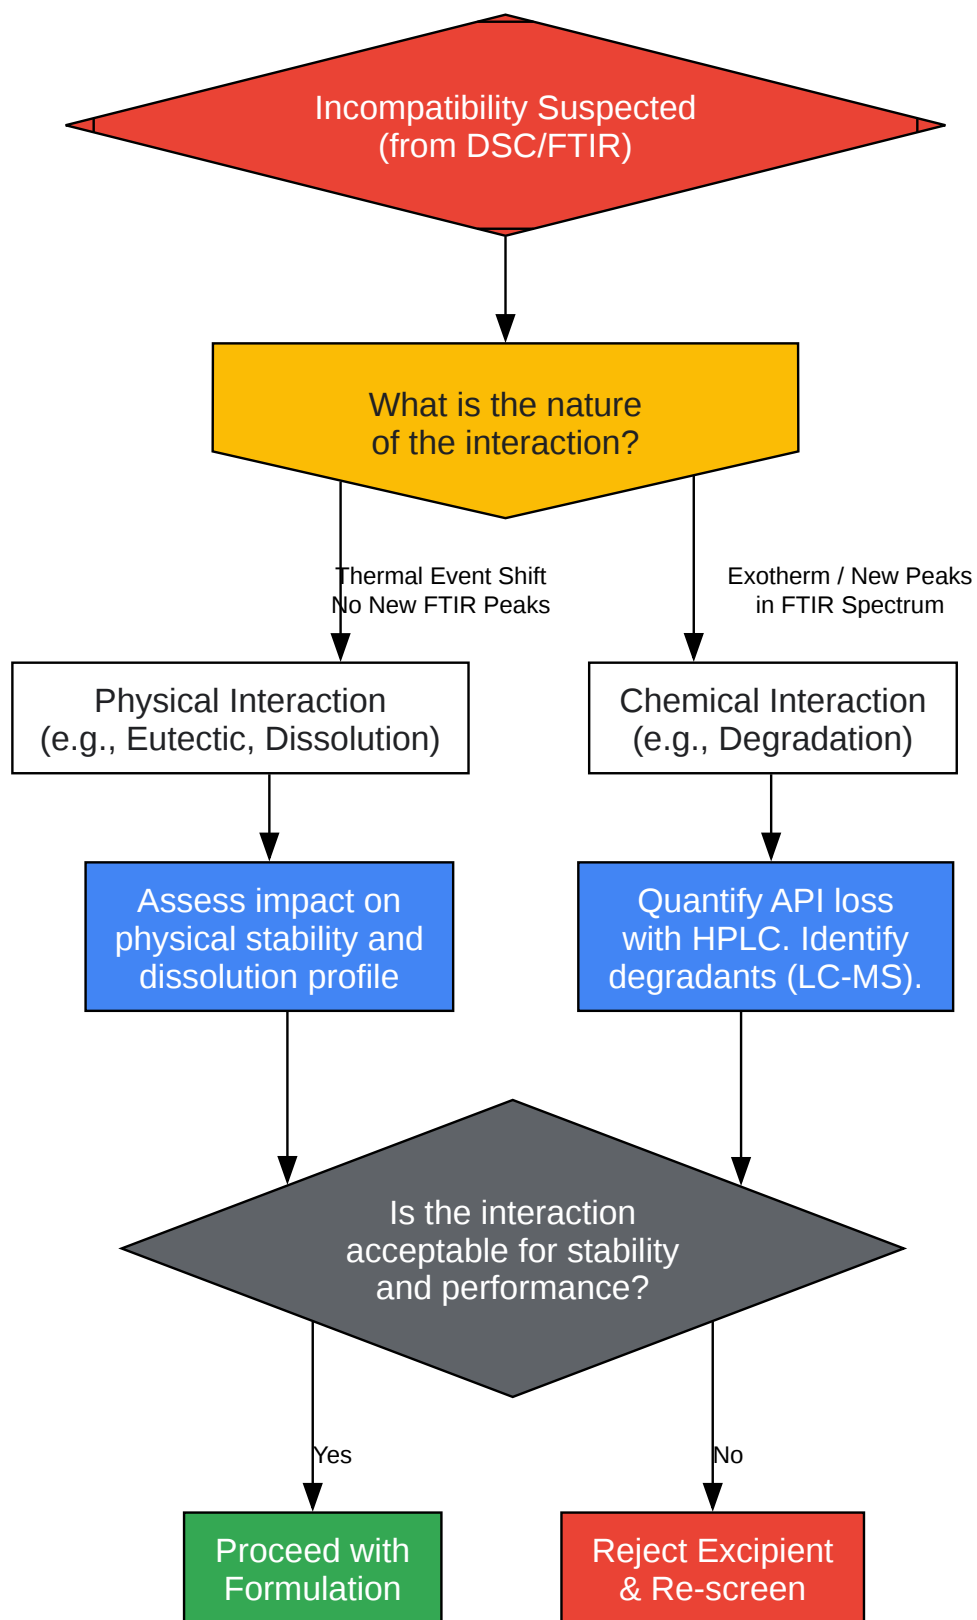 Incompatibility Suspected
(from DSC/FTIR)
What is the nature
of the interaction?
Thermal Event Shift
No New FTIR Peaks
Exotherm / New Peaks
in FTIR Spectrum
Physical Interaction
(e.g., Eutectic, Dissolution)
Chemical Interaction
(e.g., Degradation)
Assess impact on
physical stability and
dissolution profile
Quantify API loss
with HPLC. Identify
degradants (LC-MS).
Is the interaction
acceptable for stability
and performance?
Yes
No
Proceed with
Formulation
Reject Excipient
& Re-screen